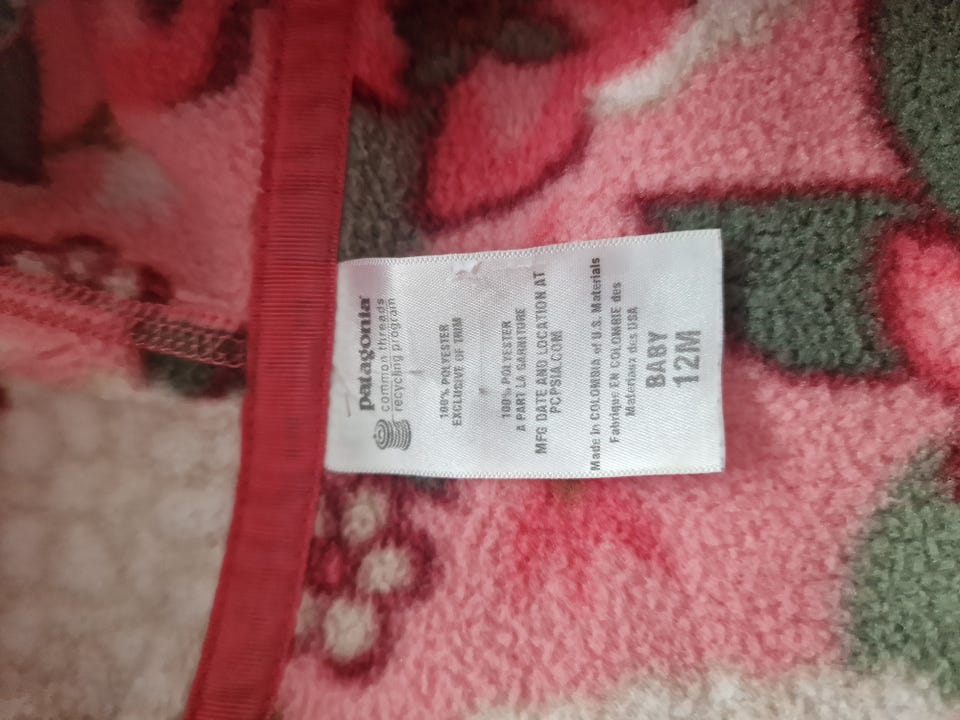 patagonia
common threads
recycling program
100% POLYESTER
EXCLUSIVE OF TRIM
100% POLYESTER
À PART LA GARNITURE
MFG DATE AND LOCATION AT
PCPSIA.COM
Made in COLOMBIA of U.S. Materials
Fabriqué EN COLOMBIE des
Materiaux des USA
BABY
12M